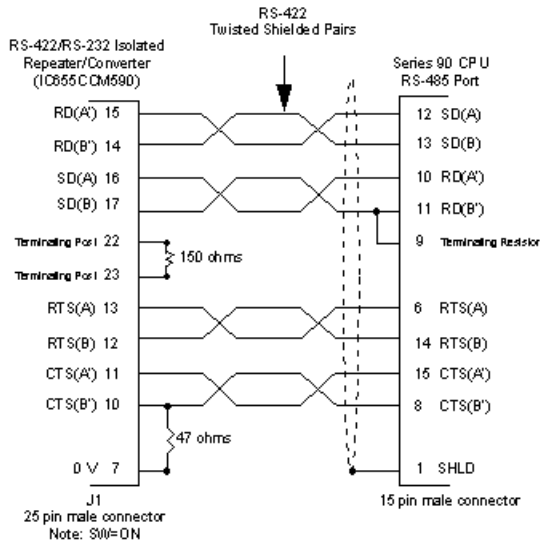 RS-422
Twisted Shielded Pairs
RS-422/RS-232 Isolated
Repeater/Converter
(IC655CCM590)
Series 90 CPU
RS-485 Port
RD(A') 15
12 SD(A)
RD(B') 14
13 SD(B)
SD(A) 16
10 RD(A')
SD(B) 17
11 RD(B')
Terminating Post 22
9 Terminating Resistor
150 ohms
Terminating Post 23
RTS(A) 13
6 RTS(A)
RTS(B) 12
14 RTS(B)
CTS(A') 11
15 CTS(A')
CTS(B') 10
8 CTS(B')
47 ohms
0 V 7
1 SHLD
J1
25 pin male connector
Note: SW=ON
15 pin male connector